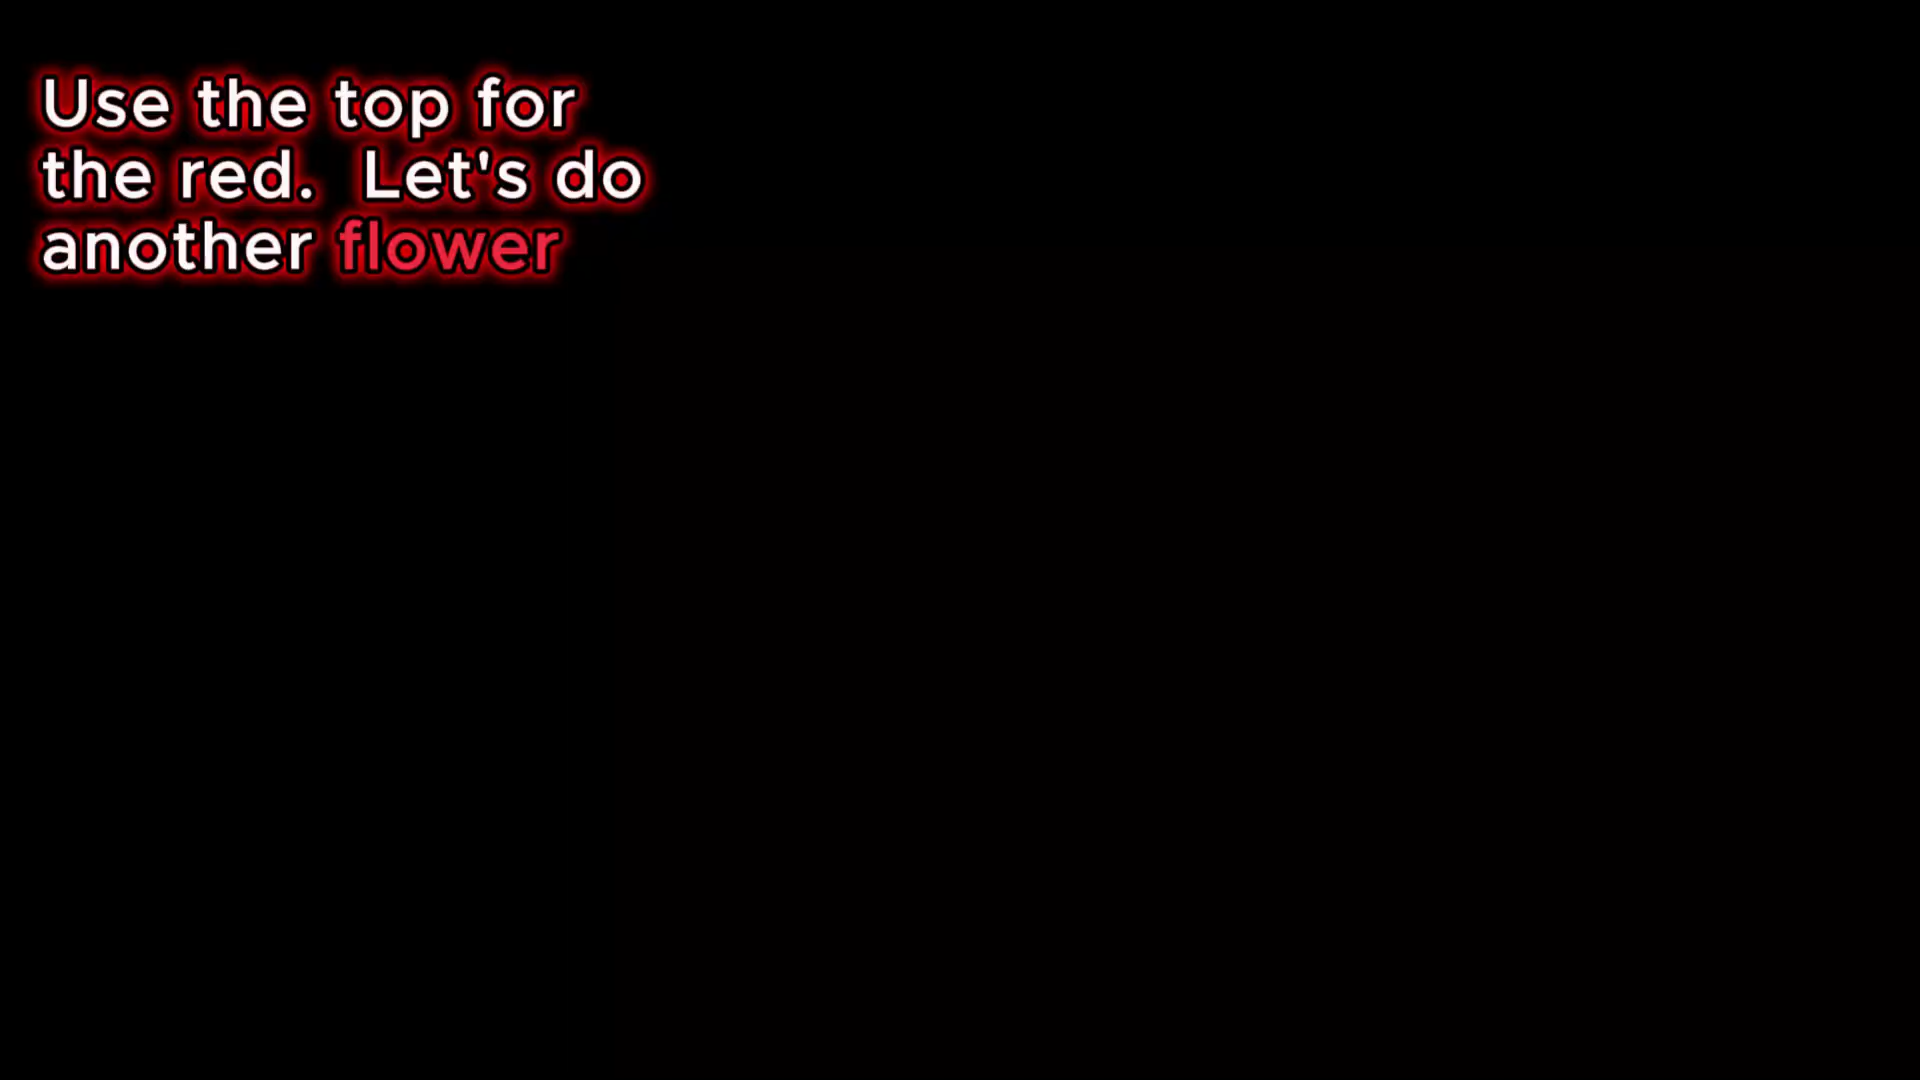 Use the top for
the red.  Let's do
another flower